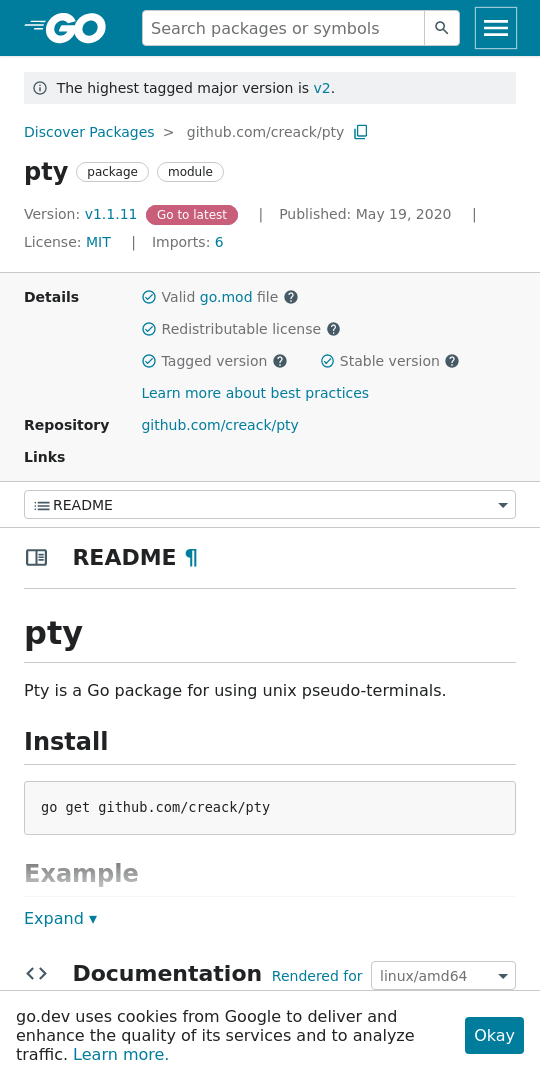 GO
Search packages or symbols
The highest tagged major version is v2.
Discover Packages > github.com/creack/pty
pty package module
Version: v1.1.11 Go to latest | Published: May 19, 2020 |
License: MIT | Imports: 6
Details Valid go.mod file
Redistributable license
Tagged version Stable version
Learn more about best practices
Repository github.com/creack/pty
Links
README
README ¶
pty
Pty is a Go package for using unix pseudo-terminals.
Install
go get github.com/creack/pty
Example
Expand ▾
Documentation Rendered for linux/amd64
go.dev uses cookies from Google to deliver and
enhance the quality of its services and to analyze
traffic. Learn more.
Okay